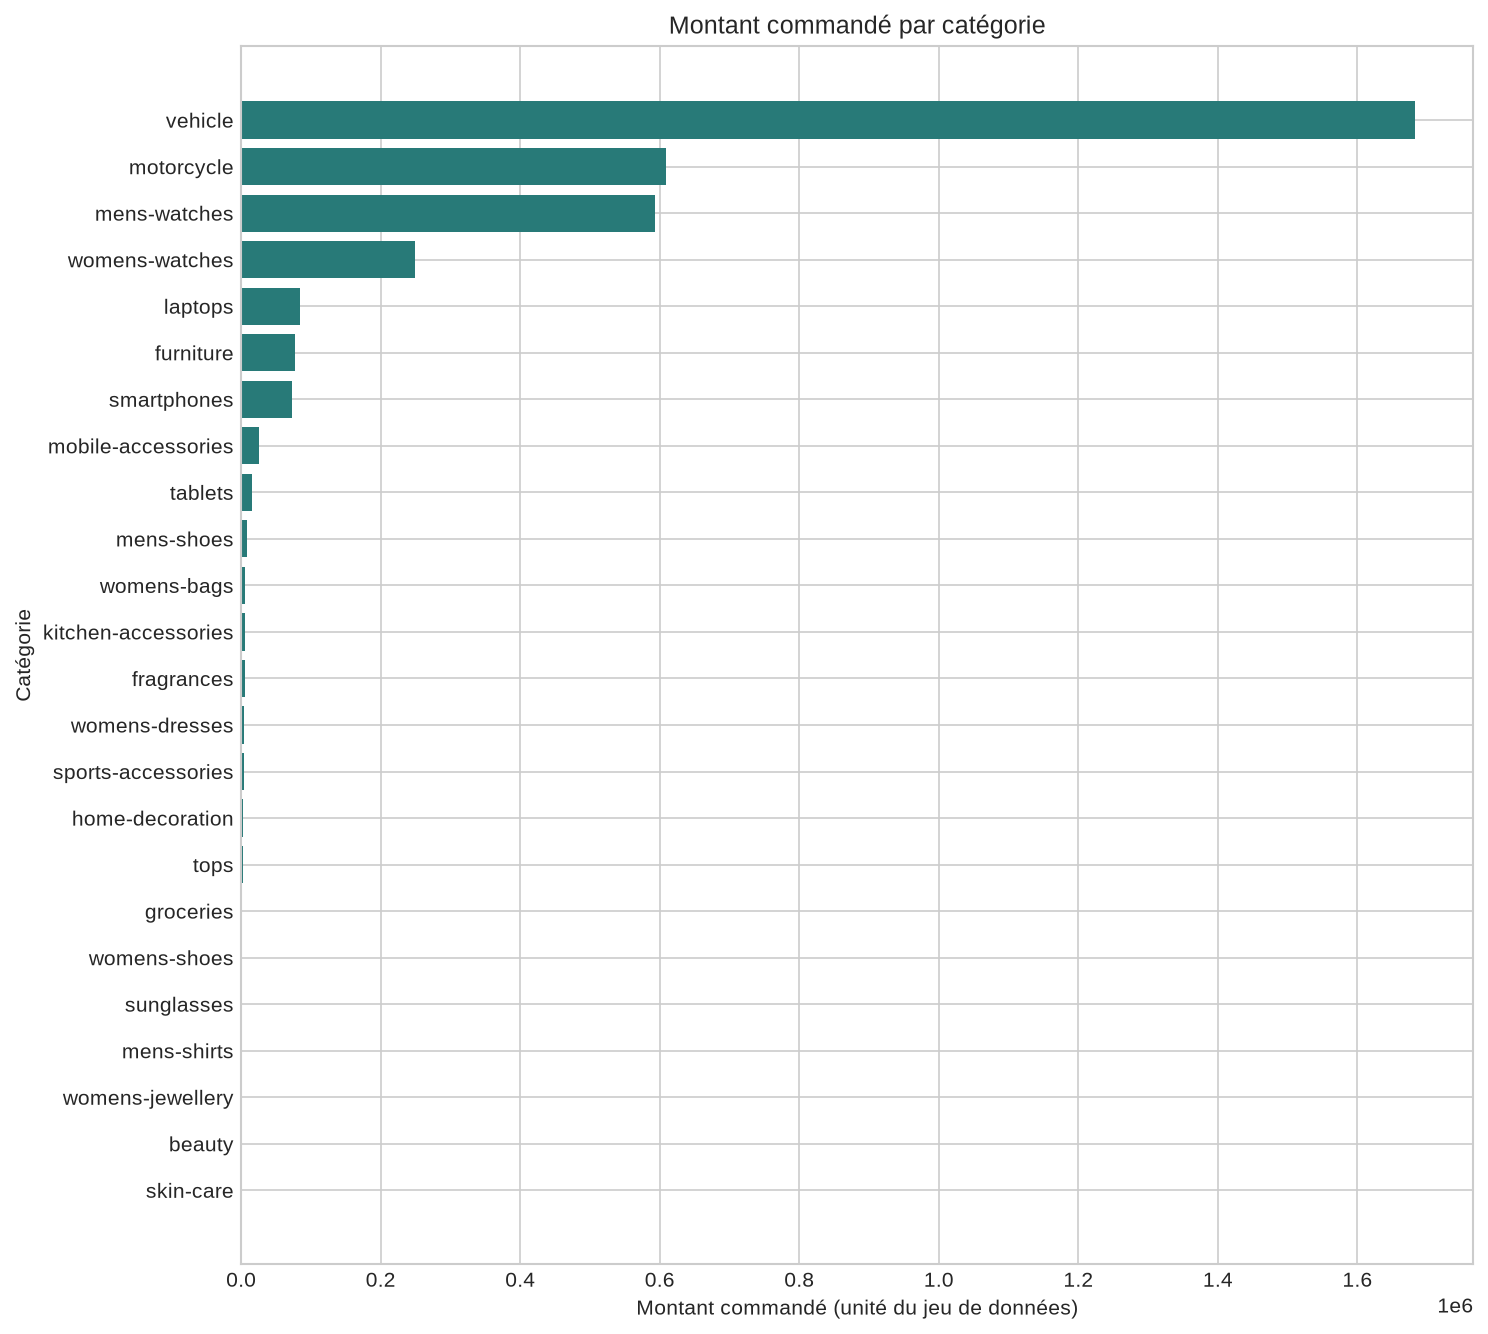 Montant commandé par catégorie
Catégorie
vehicle
motorcycle
mens-watches
womens-watches
laptops
furniture
smartphones
mobile-accessories
tablets
mens-shoes
womens-bags
kitchen-accessories
fragrances
womens-dresses
sports-accessories
home-decoration
tops
groceries
womens-shoes
sunglasses
mens-shirts
womens-jewellery
beauty
skin-care
0.0 0.2 0.4 0.6 0.8 1.0 1.2 1.4 1.6
1e6
Montant commandé (unité du jeu de données)